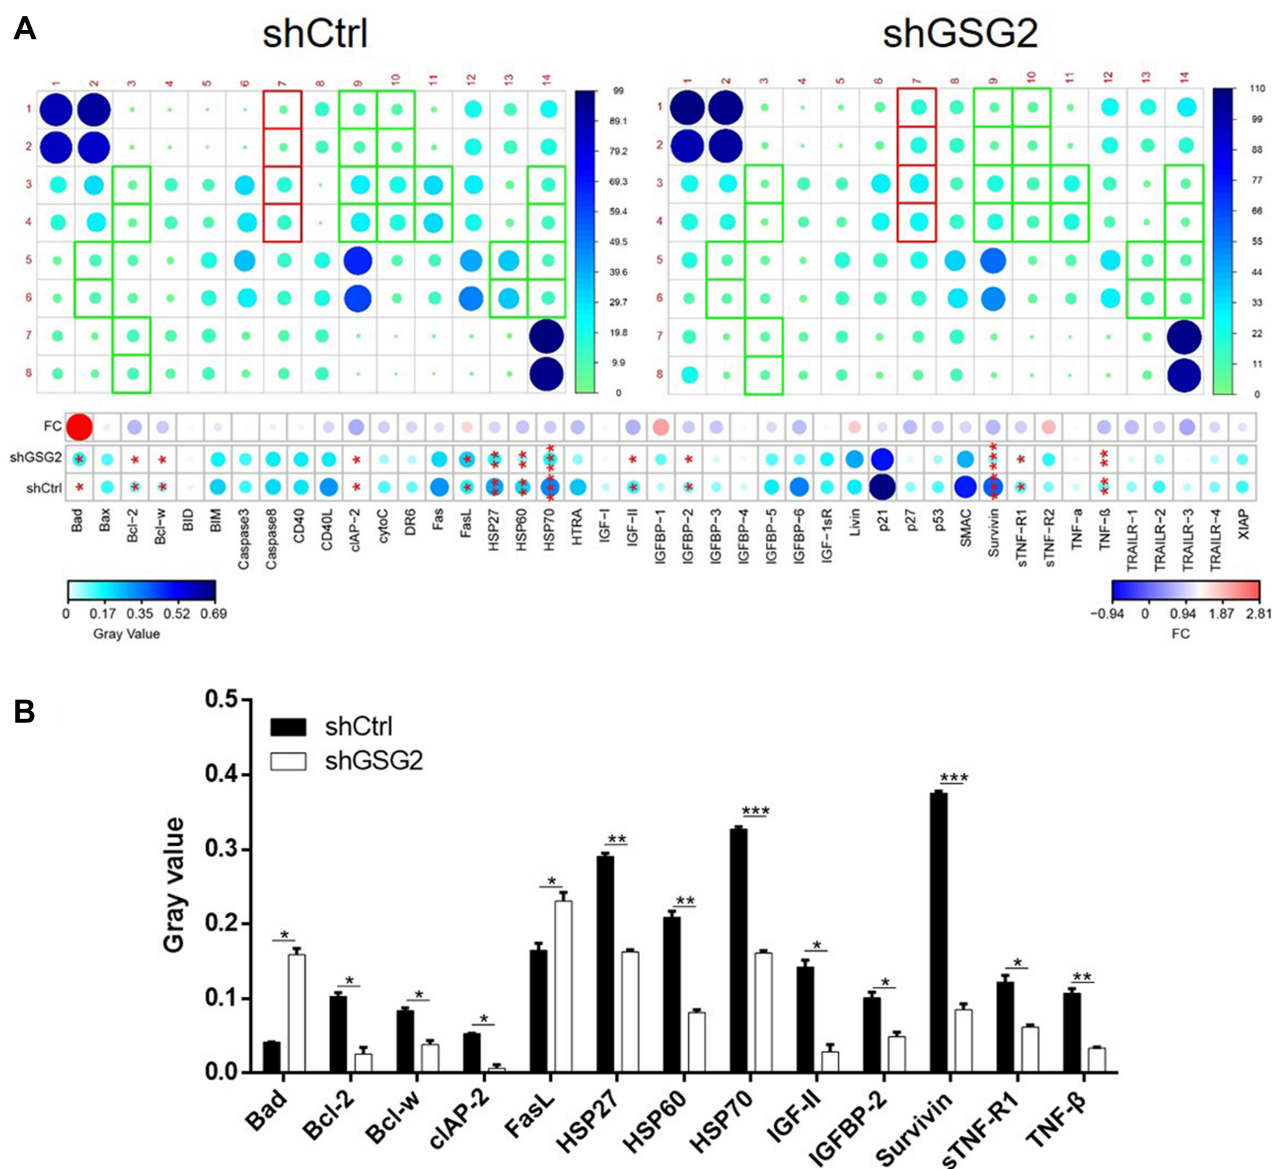 A
shCtrl
shGSG2
1 2 3 4 5 6 7 8 9 10 11 12 13 14
1 2 3 4 5 6 7 8 9 10 11 12 13 14
1
2
3
4
5
6
7
8
99
89.1
79.2
69.3
59.4
49.5
39.6
29.7
19.8
9.9
0
1
2
3
4
5
6
7
8
110
99
88
77
66
55
44
33
22
11
0
FC
shGSG2
shCtrl
Bad
Bax
Bcl-2
Bcl-w
BID
BIM
Caspase3
Caspase8
CD40
CD40L
cIAP-2
cytoC
DR6
Fas
FasL
HSP27
HSP60
HSP70
HTRA
IGF-I
IGF-II
IGFBP-1
IGFBP-2
IGFBP-3
IGFBP-4
IGFBP-5
IGFBP-6
IGF-1sR
Livin
p21
p27
p53
SMAC
Survivin
sTNF-R1
sTNF-R2
TNF-a
TNF-ß
TRAILR-1
TRAILR-2
TRAILR-3
TRAILR-4
XIAP
0 0.17 0.35 0.52 0.69
Gray Value
−0.94 0 0.94 1.87 2.81
FC
B
shCtrl
shGSG2
Gray value
0.5
0.4
0.3
0.2
0.1
0.0
*
*
*
*
*
**
**
***
*
*
***
*
**
Bad
Bcl-2
Bcl-w
cIAP-2
FasL
HSP27
HSP60
HSP70
IGF-II
IGFBP-2
Survivin
sTNF-R1
TNF-β